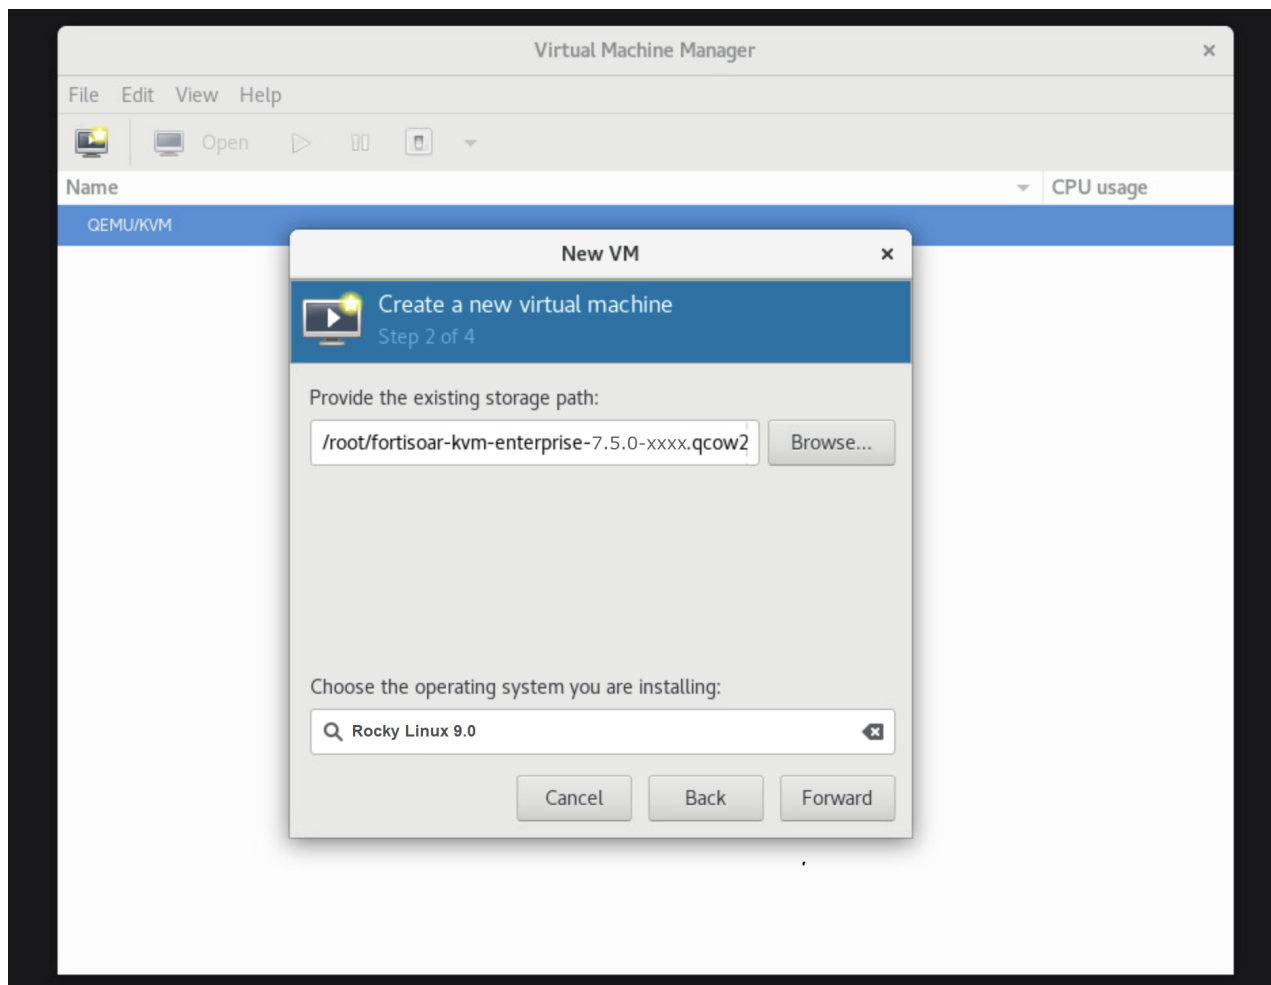 Virtual Machine Manager
File Edit View Help
Open
Name CPU usage
QEMU/KVM
New VM
Create a new virtual machine
Step 2 of 4
Provide the existing storage path:
/root/fortisoar-kvm-enterprise-7.5.0-xxxx.qcow2 Browse...
Choose the operating system you are installing:
Rocky Linux 9.0
Cancel Back Forward